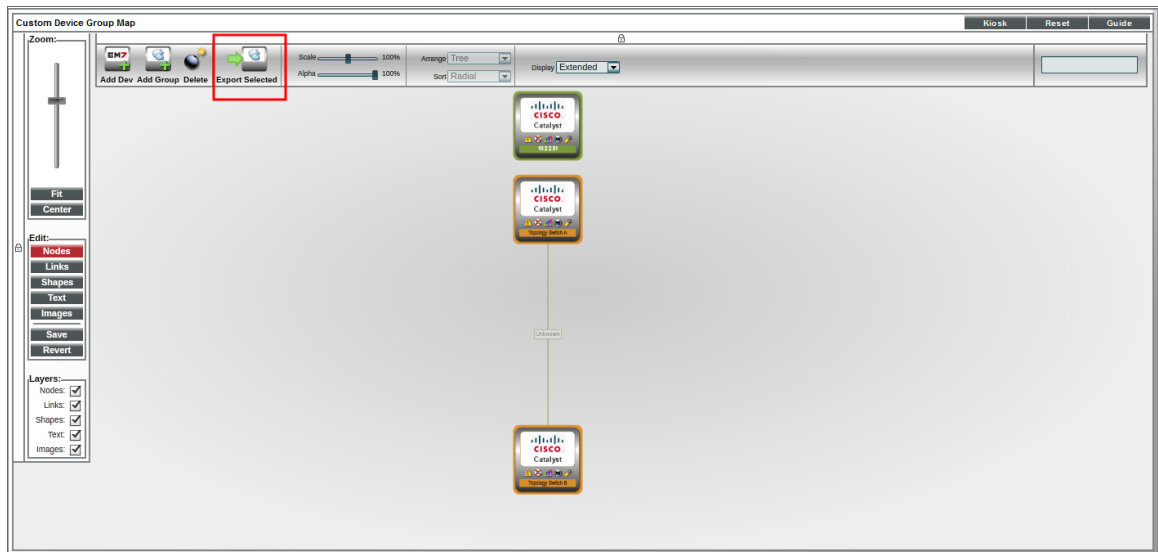 Custom Device Group Map
Kiosk Reset Guide
Zoom:
EM7
Add Dev Add Group Delete Export Selected
Scale 100%
Alpha 100%
Arrange Tree
Sort Radial
Display Extended
Fit
Center
Edit:
Nodes
Links
Shapes
Text
Images
Save
Revert
Layers:
Nodes:
Links:
Shapes:
Text:
Images:
CISCO
Catalyst
CISCO
Catalyst
Topology Switch A
Unknown
CISCO
Catalyst
Topology Switch B